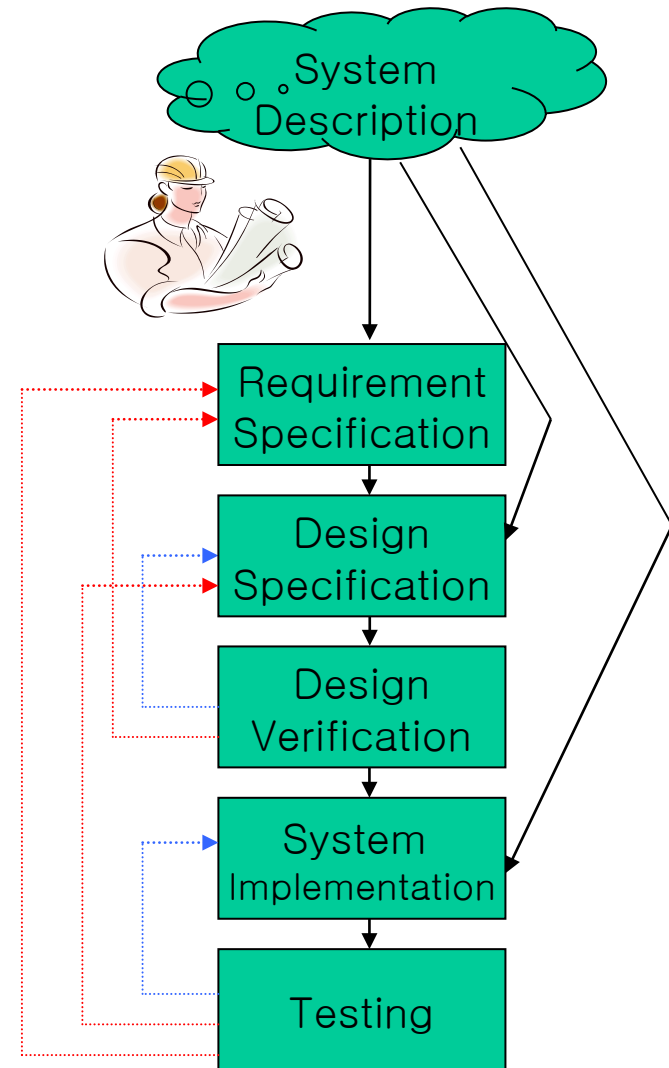 System
Description
Requirement
Specification
Design
Specification
Design
Verification
System
Implementation
Testing